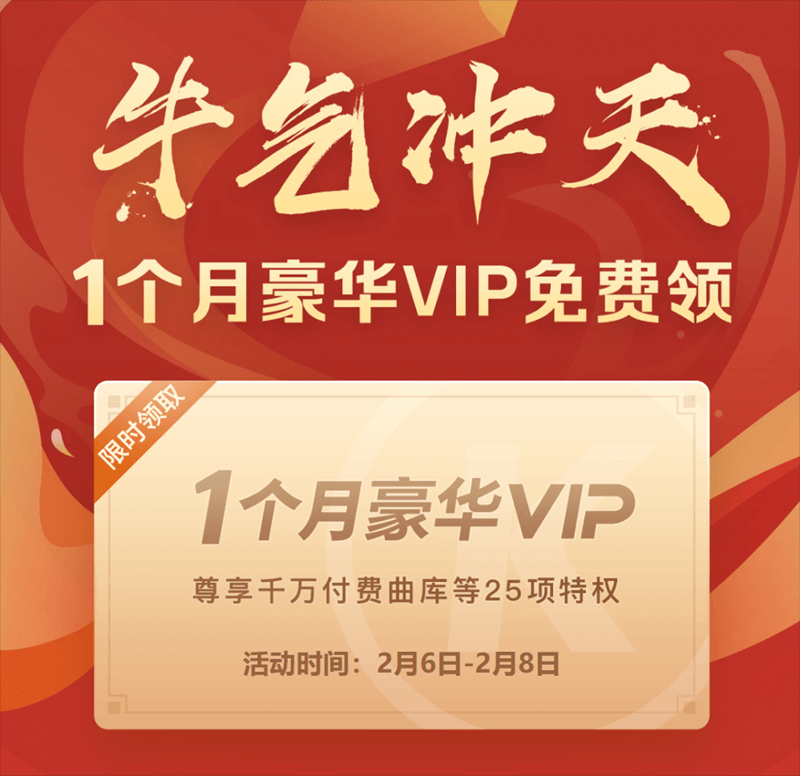 牛气冲天
1个月豪华VIP免费领
限时领取
1个月豪华VIP
尊享千万付费曲库等25项特权
活动时间：2月6日-2月8日